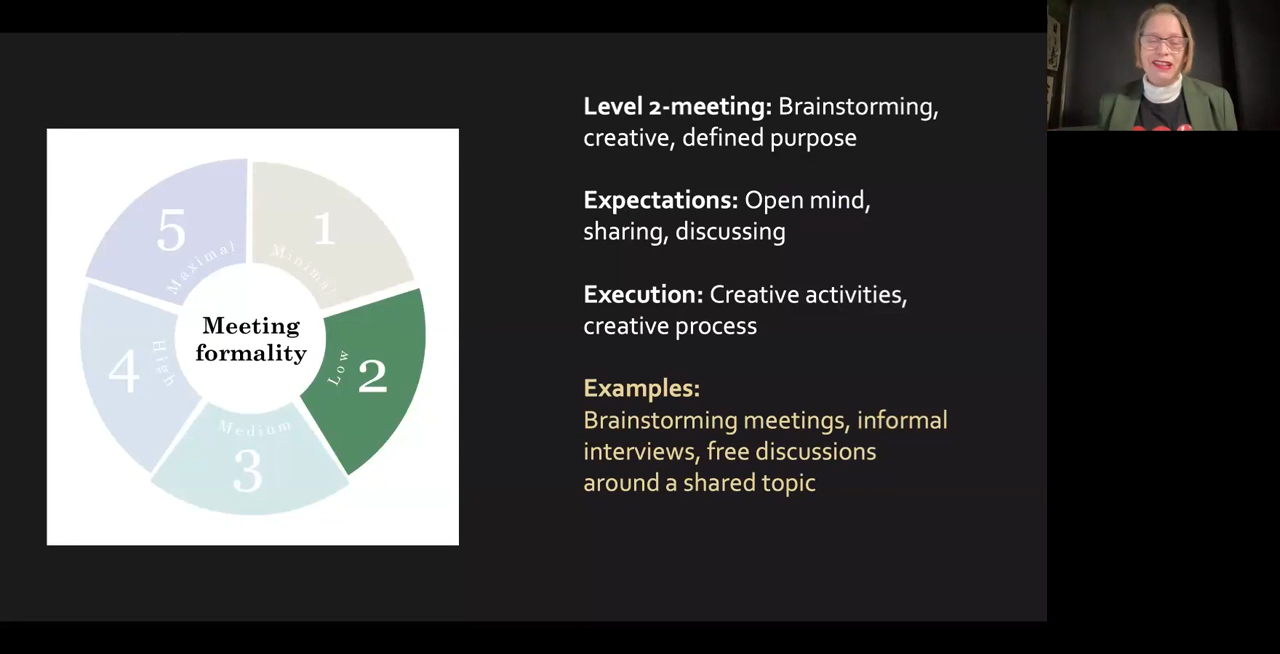 5
Maximal
1
Minimal
Meeting
formality
4
High
2
Low
Medium
3
Level 2-meeting: Brainstorming,
creative, defined purpose
Expectations: Open mind,
sharing, discussing
Execution: Creative activities,
creative process
Examples:
Brainstorming meetings, informal
interviews, free discussions
around a shared topic